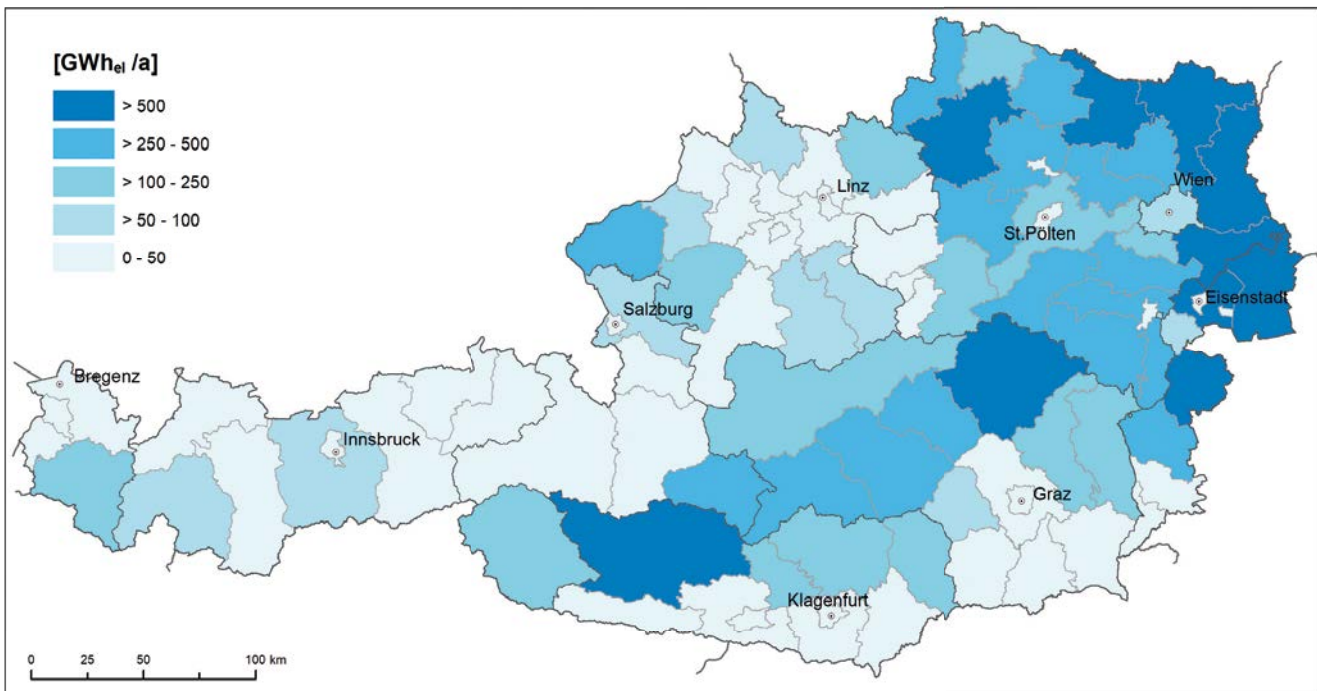 [GWhel /a]
> 500
> 250 - 500
> 100 - 250
> 50 - 100
0 - 50
Linz
Wien
St.Pölten
Salzburg
Eisenstadt
Bregenz
Innsbruck
Graz
Klagenfurt
0 25 50 100 km